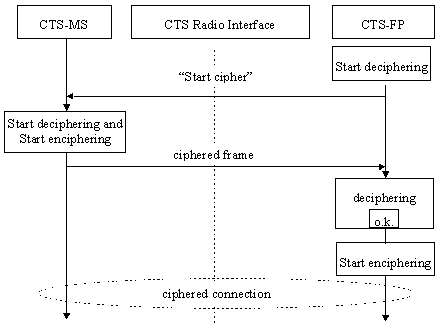 CTS-MS
CTS Radio Interface
CTS-FP
Start deciphering
“Start cipher”
Start deciphering and
Start enciphering
ciphered frame
deciphering
o.k.
Start enciphering
ciphered connection